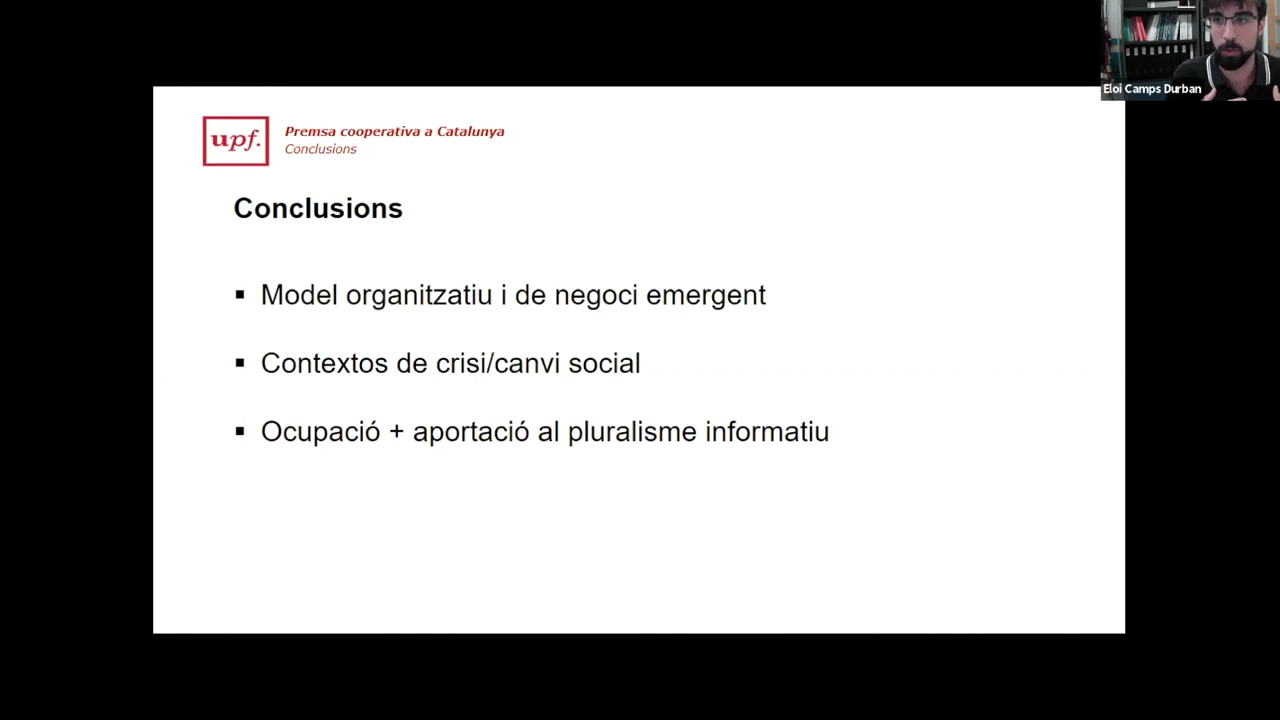 Eloi Camps Durban
upf.
Premsa cooperativa a Catalunya
Conclusions
Conclusions
▪ Model organitzatiu i de negoci emergent
▪ Contextos de crisi/canvi social
▪ Ocupació + aportació al pluralisme informatiu